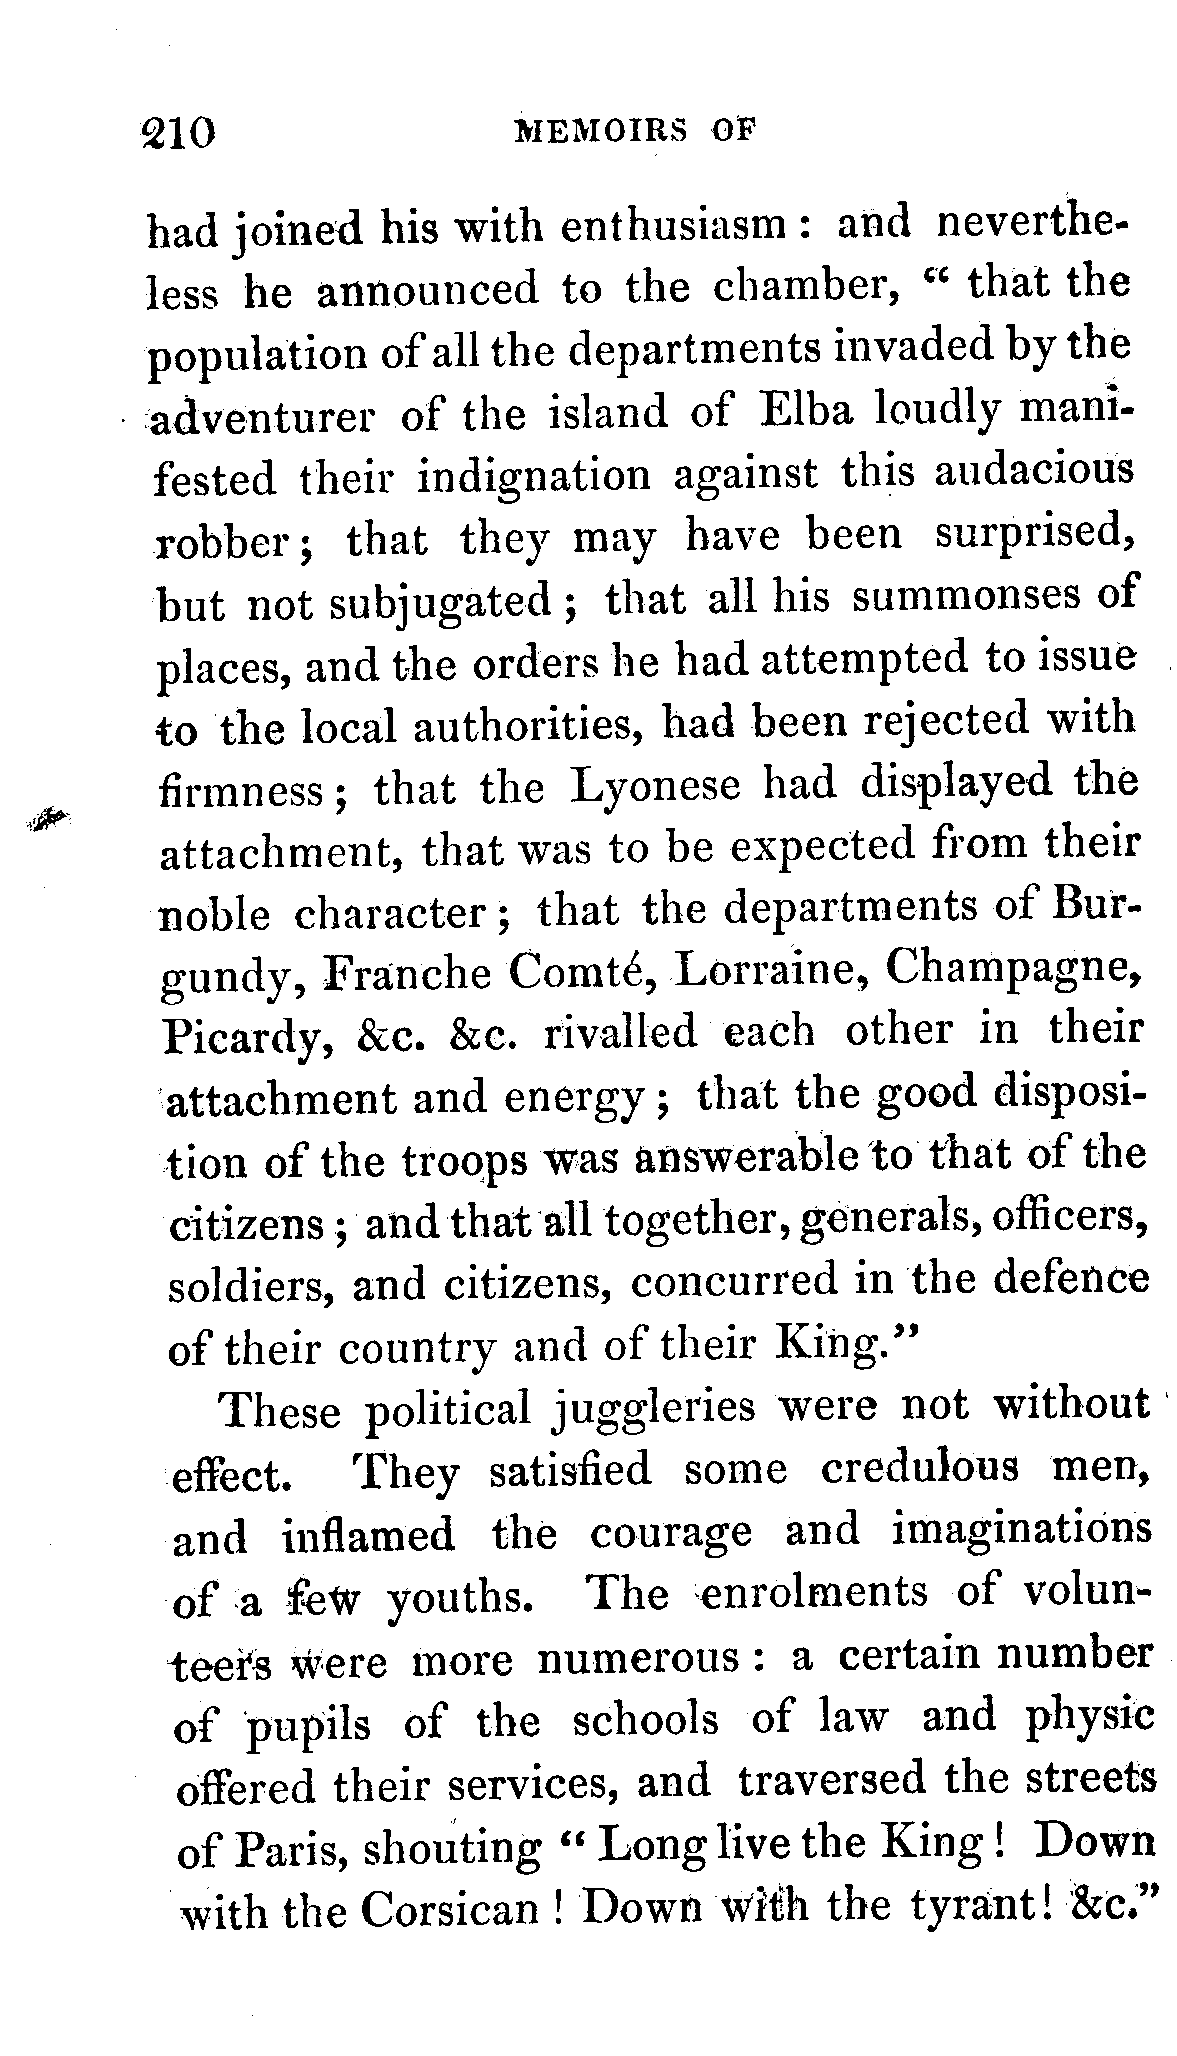 210 MEMOIRS OF
had joined his with enthusiasm : and neverthe-
less he announced to the chamber, “ that the
population of all the departments invaded by the
adventurer of the island of Elba loudly mani-
fested their indignation against this audacious
robber ; that they may have been surprised,
but not subjugated ; that all his summonses of
places, and the orders he had attempted to issue
to the local authorities, had been rejected with
firmness ; that the Lyonese had displayed the
attachment, that was to be expected from their
noble character ; that the departments of Bur-
gundy, Franche Comté, Lorraine, Champagne,
Picardy, &c. &c. rivalled each other in their
attachment and energy ; that the good disposi-
tion of the troops was answerable to that of the
citizens ; and that all together, generals, officers,
soldiers, and citizens, concurred in the defence
of their country and of their King.”
These political juggleries were not without
effect. They satisfied some credulous men,
and inflamed the courage and imaginations
of a few youths. The enrolments of volun-
teers were more numerous : a certain number
of pupils of the schools of law and physic
offered their services, and traversed the streets
of Paris, shouting “ Long live the King ! Down
with the Corsican ! Down with the tyrant ! &c.”